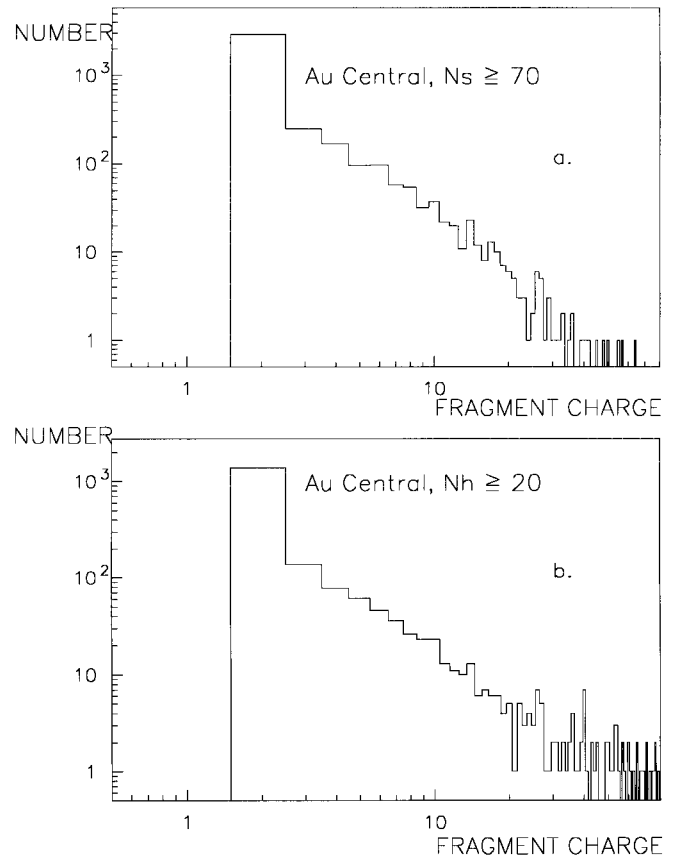 NUMBER
10³
Au Central, Ns ≧ 70
10²
a.
10
1
1
10
FRAGMENT CHARGE
NUMBER
10³
Au Central, Nh ≧ 20
10²
b.
10
1
1
10
FRAGMENT CHARGE